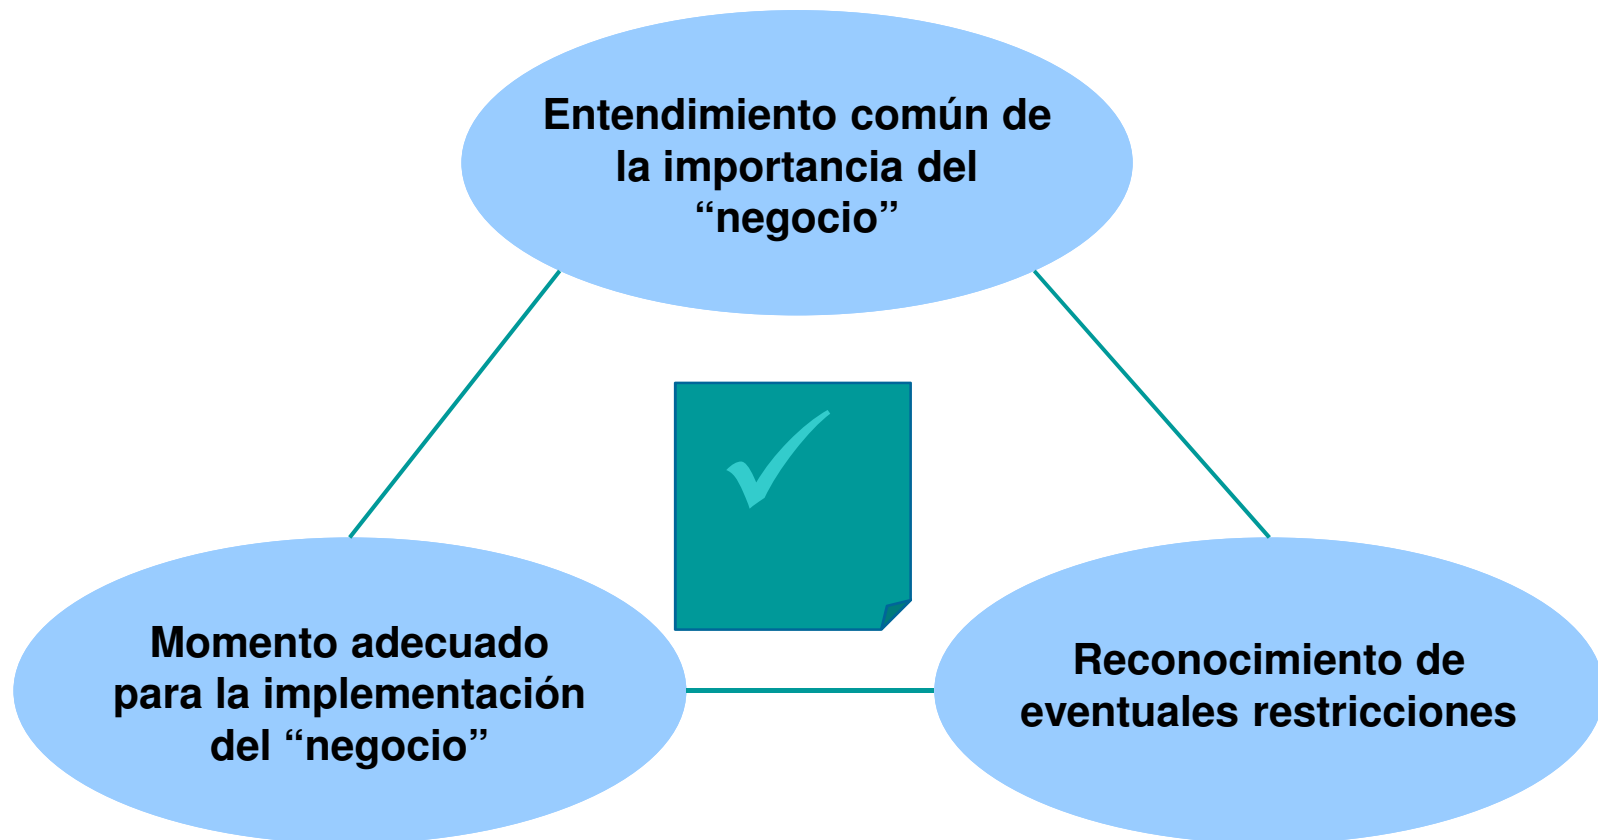 Entendimiento común de
la importancia del
“negocio”
Momento adecuado
para la implementación
del “negocio”
Reconocimiento de
eventuales restricciones